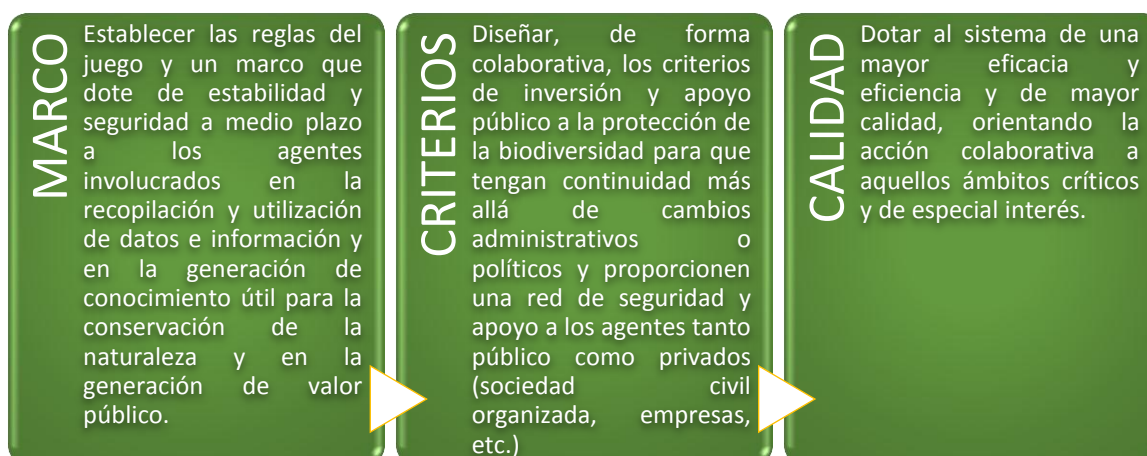 MARCO
Establecer las reglas del
juego y un marco que
dote de estabilidad y
seguridad a medio plazo
a los agentes
involucrados en la
recopilación y utilización
de datos e información y
en la generación de
conocimiento útil para la
conservación de la
naturaleza y en la
generación de valor
público.
CRITERIOS
Diseñar, de forma
colaborativa, los criterios
de inversión y apoyo
público a la protección de
la biodiversidad para que
tengan continuidad más
allá de cambios
administrativos o
políticos y proporcionen
una red de seguridad y
apoyo a los agentes tanto
público como privados
(sociedad civil
organizada, empresas,
etc.)
CALIDAD
Dotar al sistema de una
mayor eficacia y
eficiencia y de mayor
calidad, orientando la
acción colaborativa a
aquellos ámbitos críticos
y de especial interés.